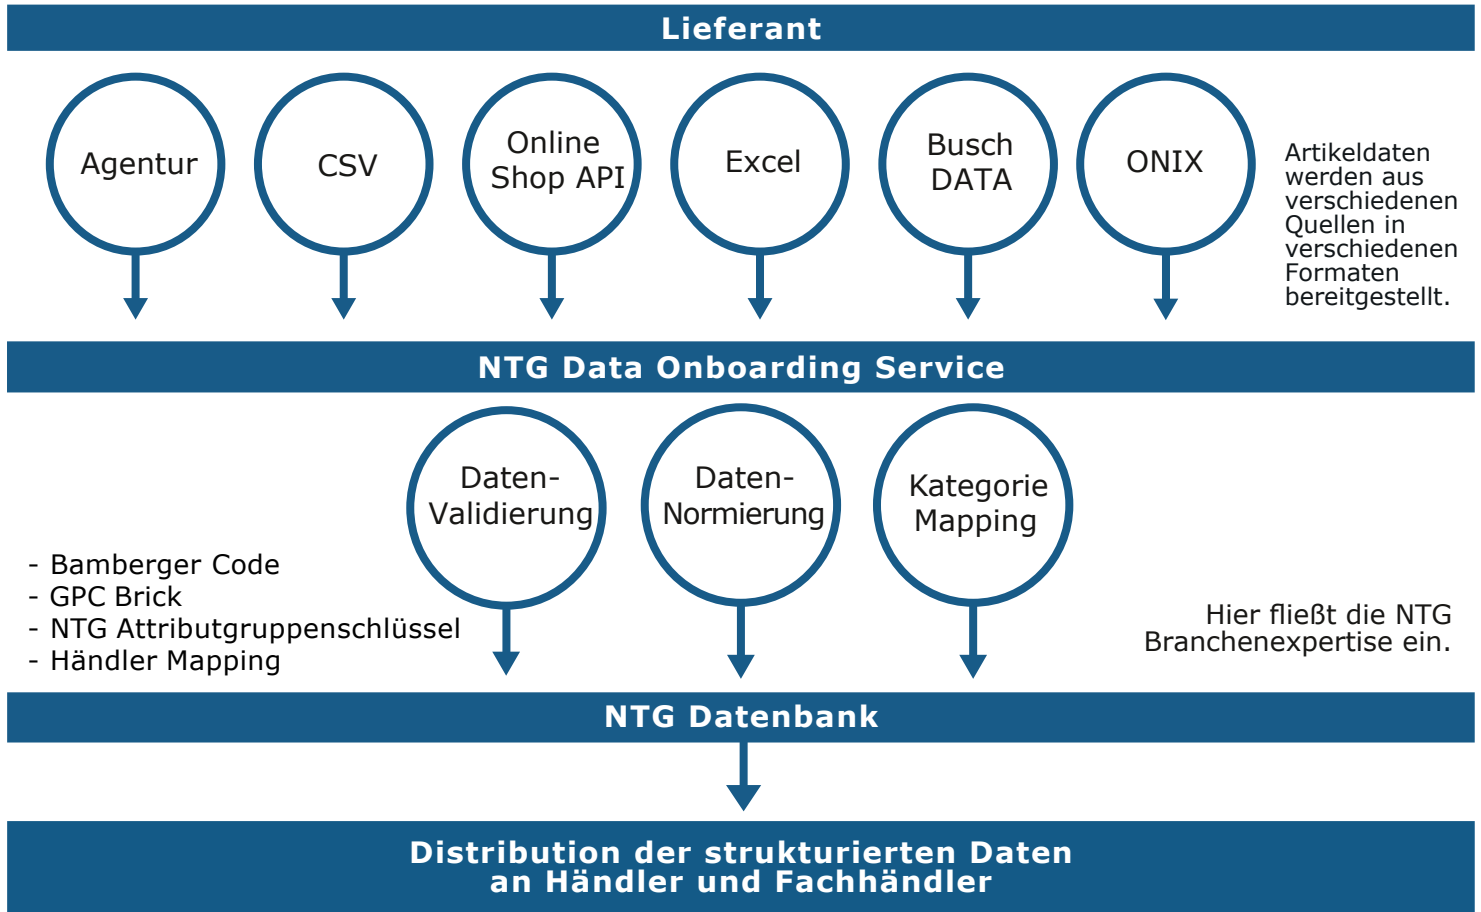 Lieferant
Agentur
CSV
Online
Shop API
Excel
Busch
DATA
ONIX
Artikeldaten
werden aus
verschiedenen
Quellen in
verschiedenen
Formaten
bereitgestellt.
NTG Data Onboarding Service
Daten-
Validierung
Daten-
Normierung
Kategorie
Mapping
- Bamberger Code
- GPC Brick
- NTG Attributgruppenschlüssel
- Händler Mapping
Hier fließt die NTG
Branchenexpertise ein.
NTG Datenbank
Distribution der strukturierten Daten
an Händler und Fachhändler